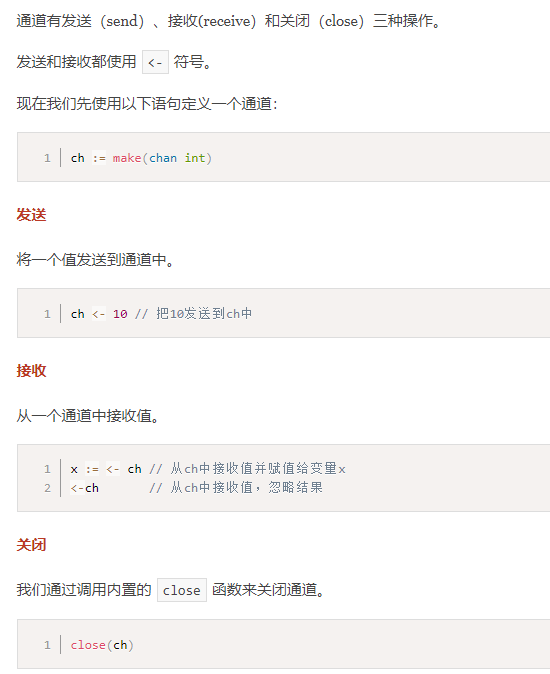 通道有发送（send）、接收(receive）和关闭（close）三种操作。
发送和接收都使用 <- 符号。
现在我们先使用以下语句定义一个通道：
1 ch := make(chan int)
发送
将一个值发送到通道中。
1 ch <- 10 // 把10发送到ch中
接收
从一个通道中接收值。
1 x := <- ch // 从ch中接收值并赋值给变量x
2 <-ch       // 从ch中接收值，忽略结果
关闭
我们通过调用内置的 close 函数来关闭通道。
1 close(ch)